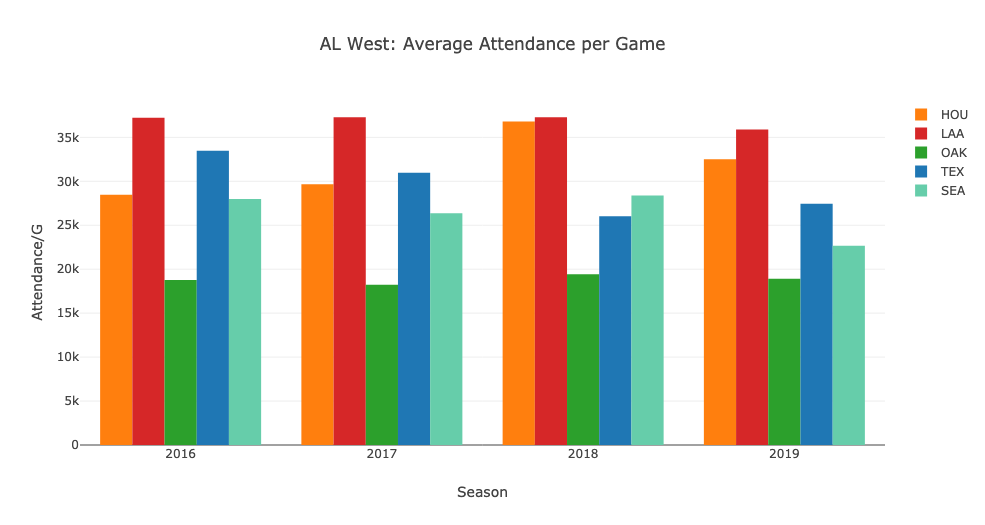 AL West: Average Attendance per Game
HOU
LAA
OAK
TEX
SEA
Attendance/G
35k
30k
25k
20k
15k
10k
5k
0
2016 2017 2018 2019
Season